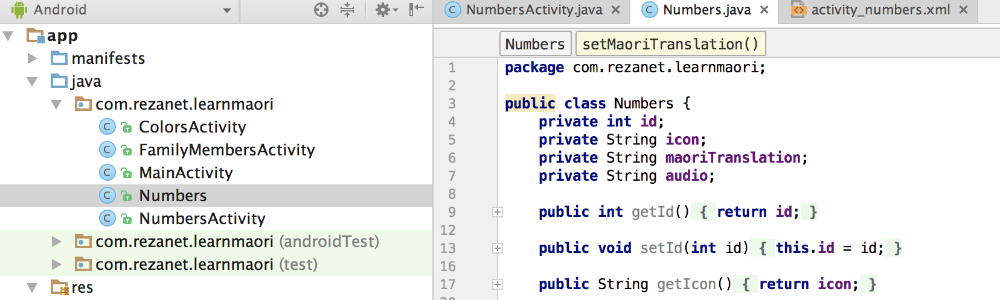 Android
app
manifests
java
com.rezanet.learnmaori
C ColorsActivity
C FamilyMembersActivity
C MainActivity
C Numbers
C NumbersActivity
com.rezanet.learnmaori (androidTest)
com.rezanet.learnmaori (test)
res
C NumbersActivity.java C Numbers.java activity_numbers.xml
Numbers setMaoriTranslation()
1 package com.rezanet.learnmaori;
2
3 public class Numbers {
4 private int id;
5 private String icon;
6 private String maoriTranslation;
7 private String audio;
8
9 public int getId() { return id; }
12
13 public void setId(int id) { this.id = id; }
16
17 public String getIcon() { return icon; }
20